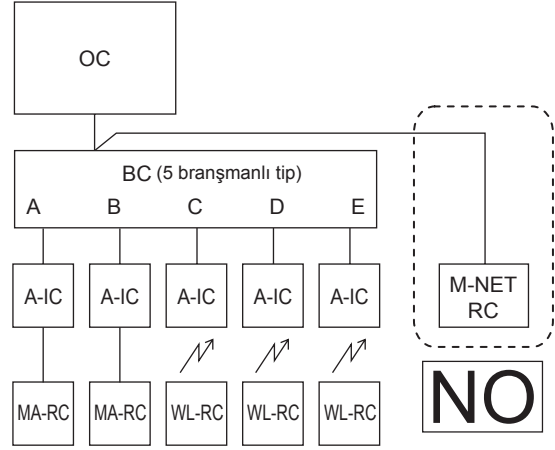 OC
BC (5 branşmanlı tip)
A B C D E
A-IC A-IC A-IC A-IC A-IC
M-NET
RC
MA-RC MA-RC WL-RC WL-RC WL-RC
NO